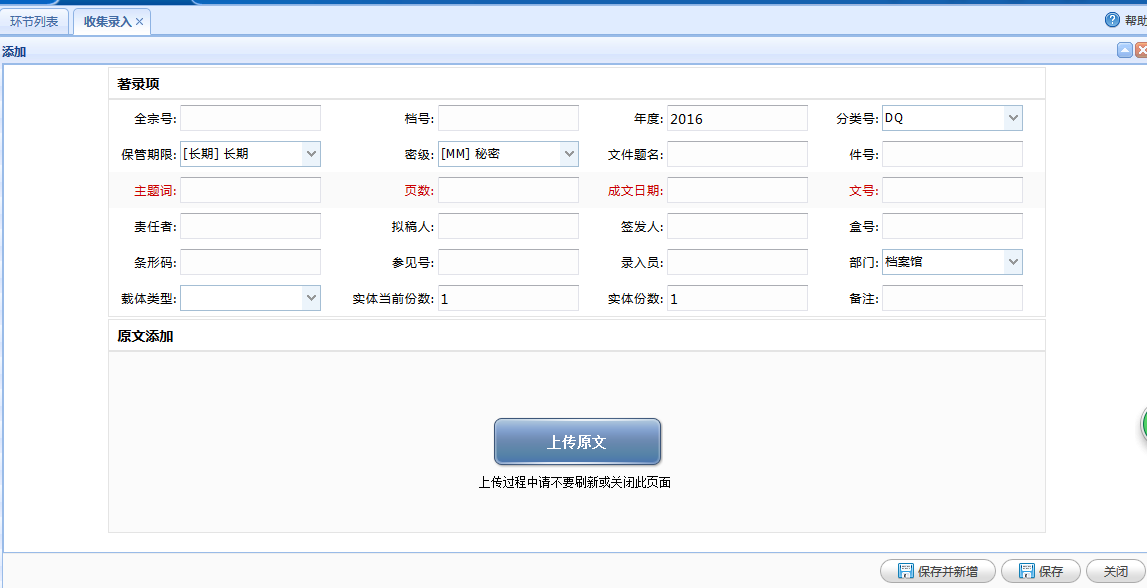 环节列表 收集录入 帮助
添加
著录项
全宗号: 档号: 年度: 2016 分类号: DQ
保管期限: [长期] 长期 密级: [MM] 秘密 文件题名: 件号:
主题词: 页数: 成文日期: 文号:
责任者: 拟稿人: 签发人: 盒号:
条形码: 参见号: 录入员: 部门: 档案馆
载体类型: 实体当前份数: 1 实体份数: 1 备注:
原文添加
上传原文
上传过程中请不要刷新或关闭此页面
保存并新增 保存 关闭